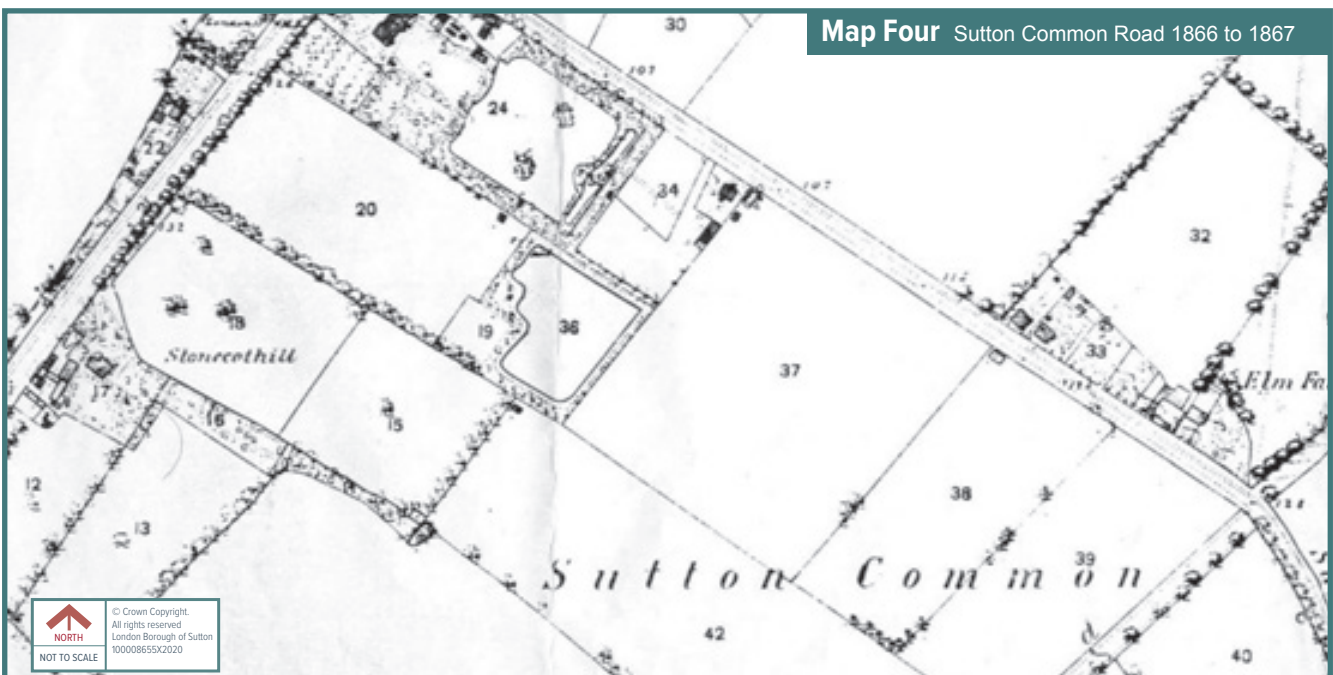 Map Four Sutton Common Road 1866 to 1867
30
107
24
22
34
107
20
32
132
112
18
19
36
33
Stonecothill
37
Elm Fa
17
16
15
38
12
13
39
Sutton Common
42
40
NORTH
NOT TO SCALE
© Crown Copyright.
All rights reserved
London Borough of Sutton
100008655X2020